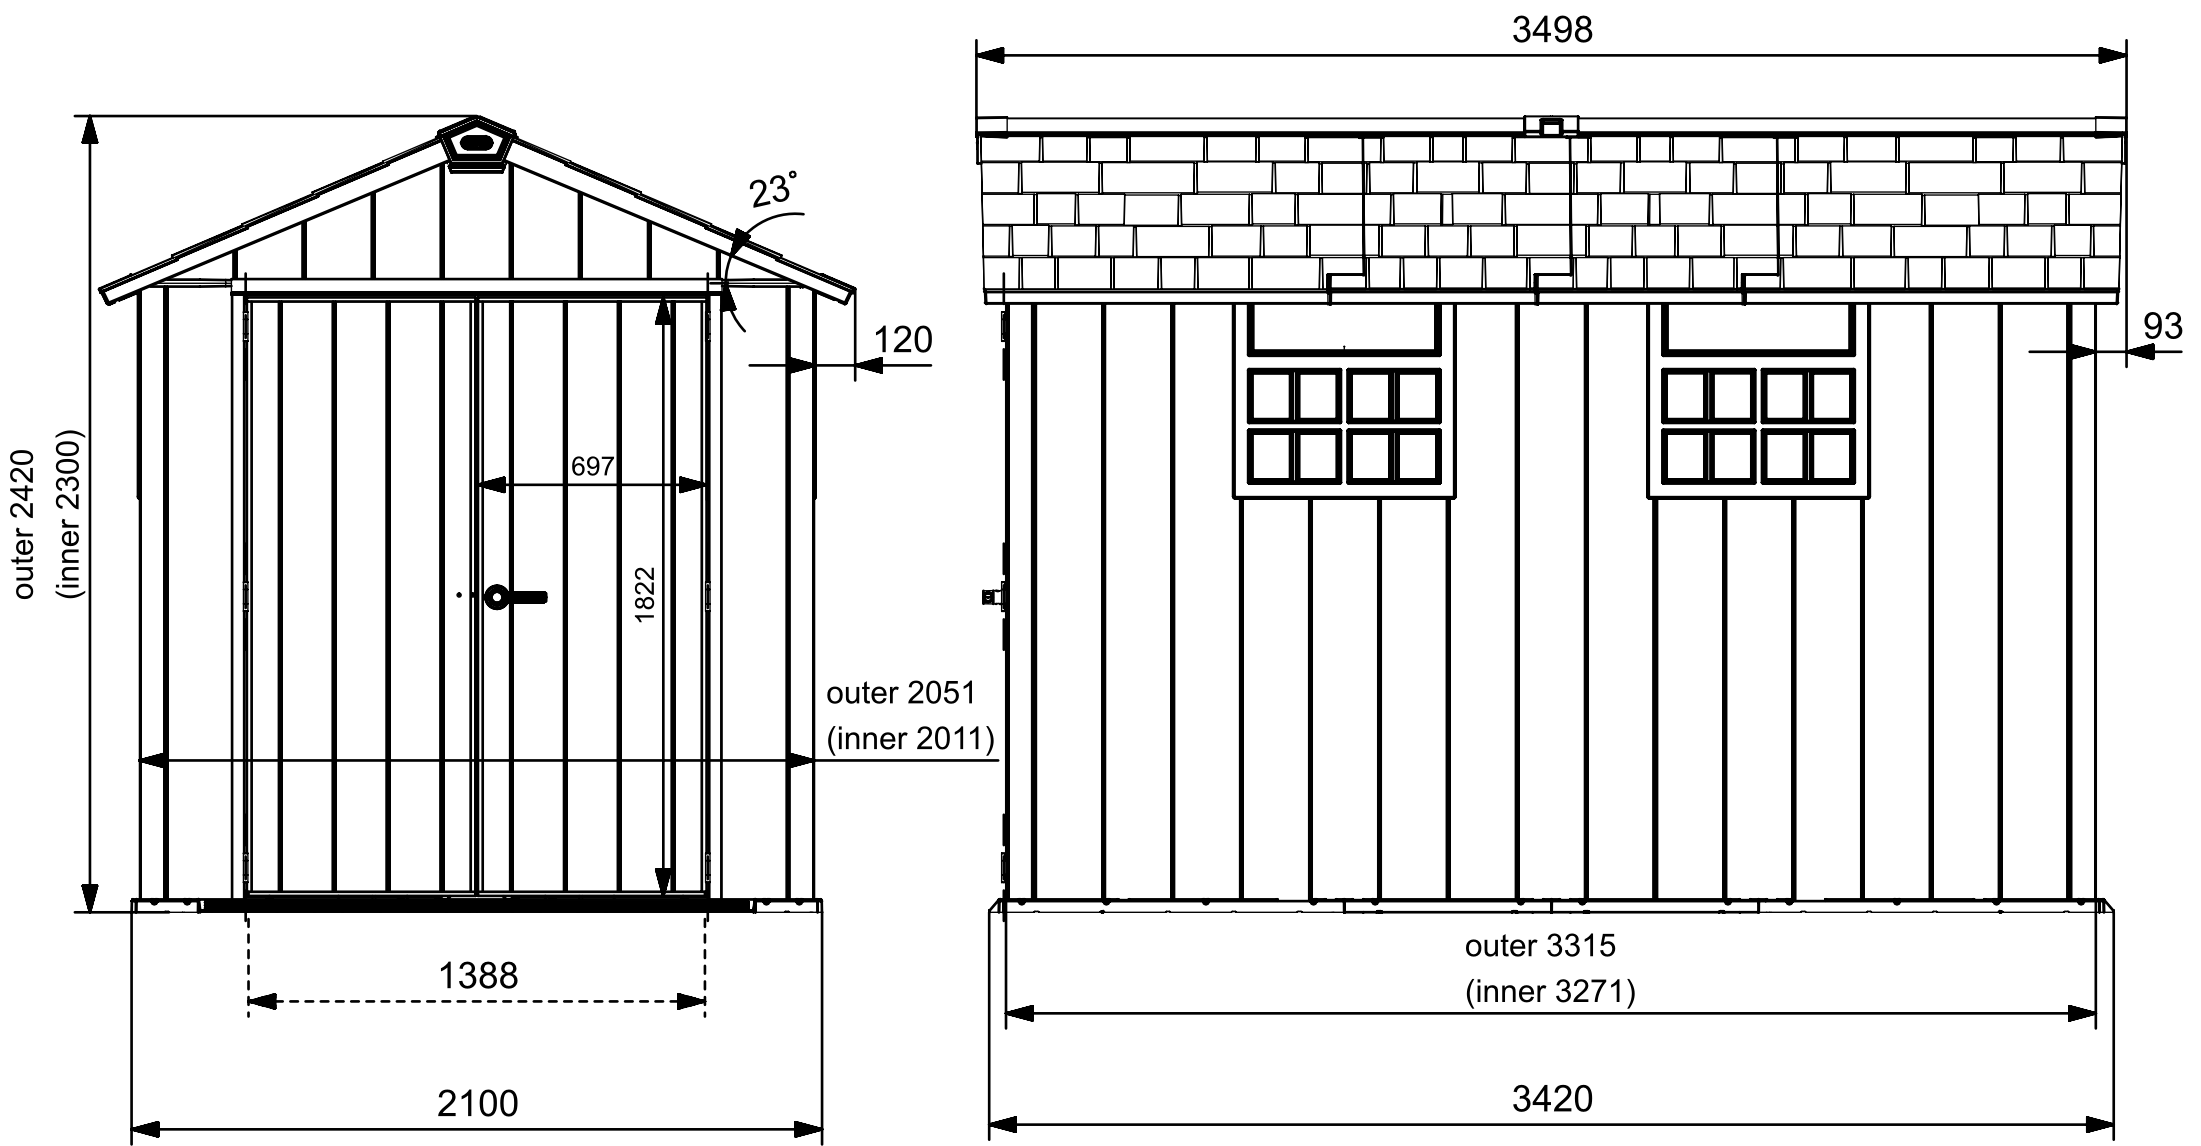 3498
23°
120
93
outer 2420
(inner 2300)
697
1822
outer 2051
(inner 2011)
outer 3315
(inner 3271)
1388
2100
3420